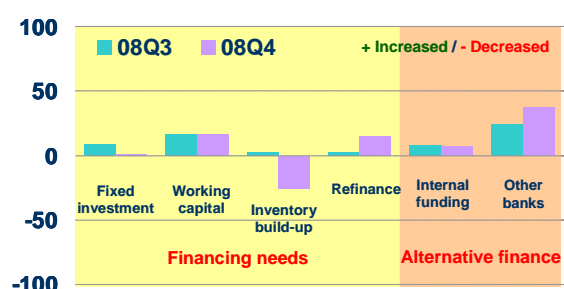 100
08Q3 08Q4 + Increased / - Decreased
50
0
Fixed investment
Working capital
Inventory build-up
Refinance
Internal funding
Other banks
-50
Financing needs Alternative finance
-100